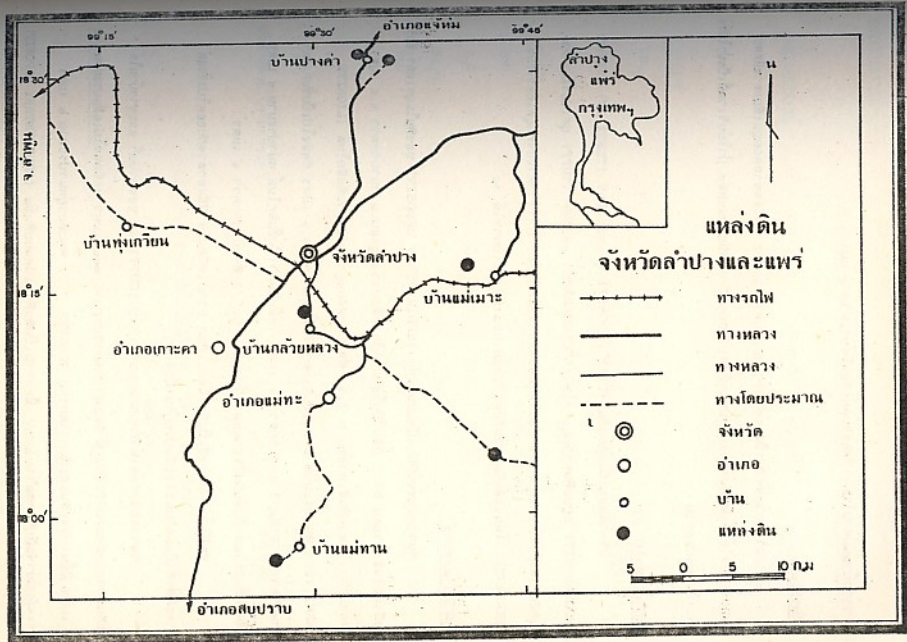 99°15'
99°30'
99°45'
อำเภอแจ้ห่ม
บ้านปางค่า
18°30'
จ.ลำพูน
บ้านทุ่งเกวียน
จังหวัดลำปาง
18°15'
บ้านแม่เมาะ
อำเภอเกาะคา
บ้านกล้วยหลวง
อำเภอแม่ทะ
18°00'
บ้านแม่ทาน
อำเภอสบปราบ
ลำปาง
แพร่
กรุงเทพฯ
น
แหล่งดิน
จังหวัดลำปางและแพร่
ทางรถไฟ
ทางหลวง
ทางหลวง
ทางโดยประมาณ
จังหวัด
อำเภอ
บ้าน
แหล่งดิน
5 0 5 10 ก.ม